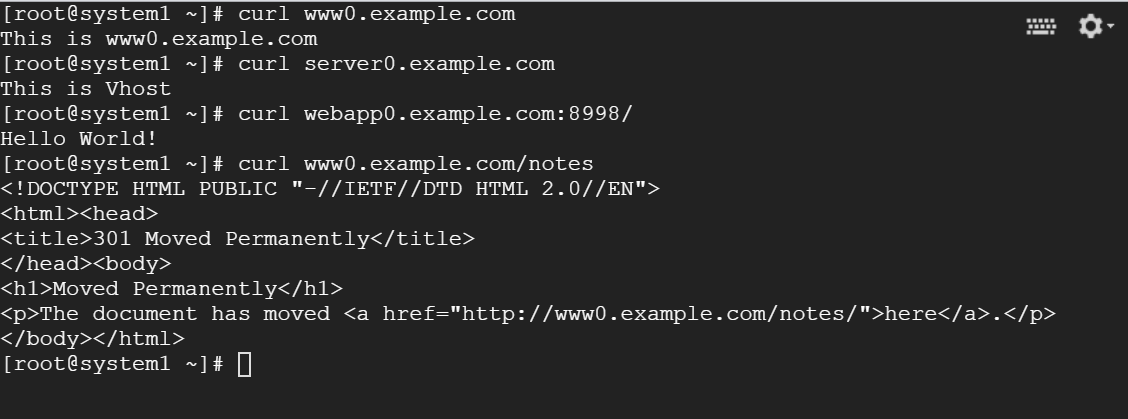 [root@system1 ~]# curl www0.example.com
This is www0.example.com
[root@system1 ~]# curl server0.example.com
This is Vhost
[root@system1 ~]# curl webapp0.example.com:8998/
Hello World!
[root@system1 ~]# curl www0.example.com/notes
<!DOCTYPE HTML PUBLIC "-//IETF//DTD HTML 2.0//EN">
<html><head>
<title>301 Moved Permanently</title>
</head><body>
<h1>Moved Permanently</h1>
<p>The document has moved <a href="http://www0.example.com/notes/">here</a>.</p>
</body></html>
[root@system1 ~]#